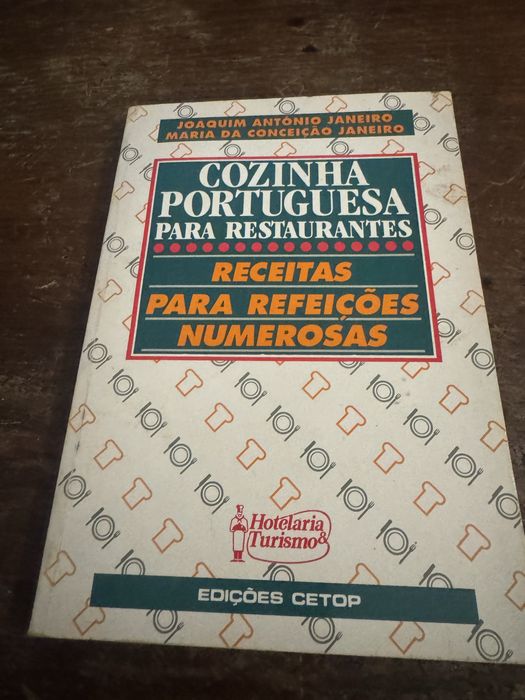 JOAQUIM ANTÓNIO JANEIRO
MARIA DA CONCEIÇÃO JANEIRO
COZINHA
PORTUGUESA
PARA RESTAURANTES
RECEITAS
PARA REFEIÇÕES
NUMEROSAS
Hotelaria
& Turismo
EDIÇÕES CETOP